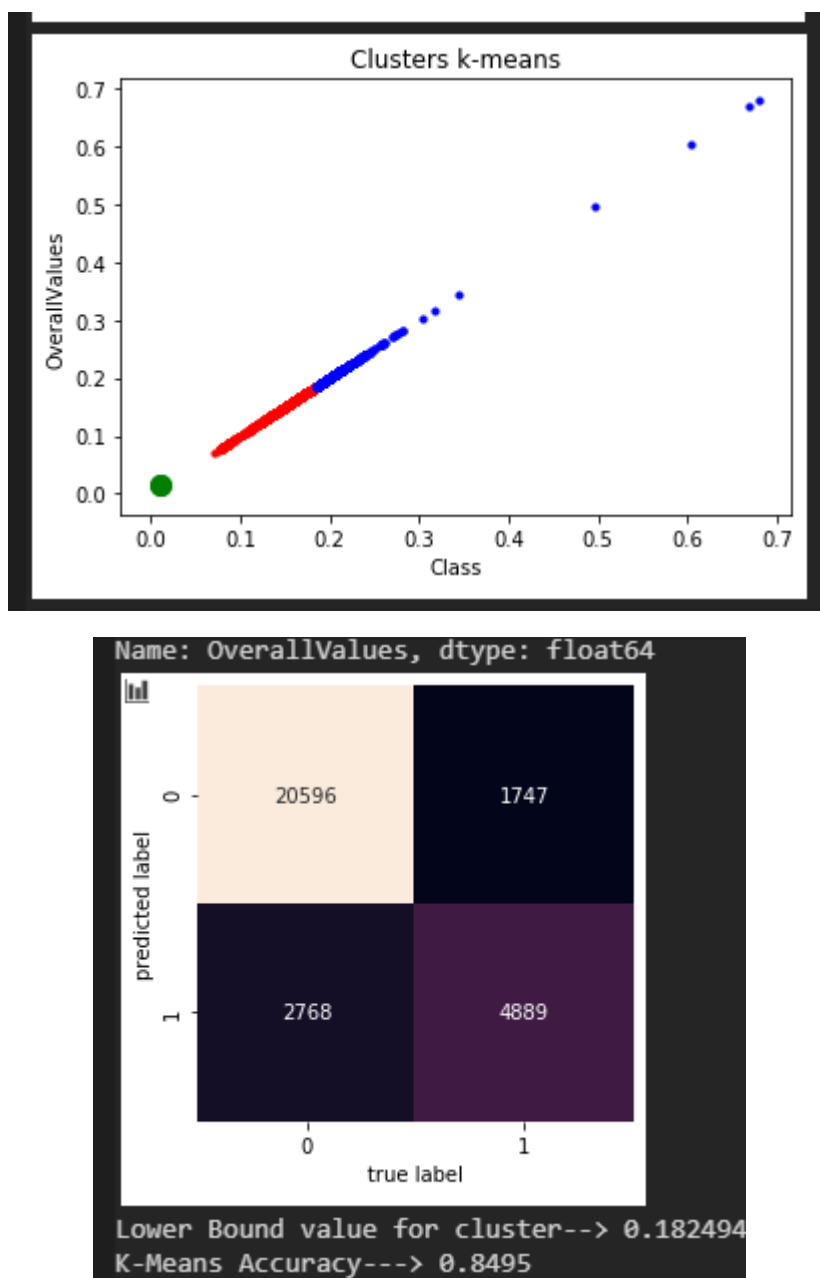 Clusters k-means
0.7
0.6
0.5
0.4
0.3
0.2
0.1
0.0
OverallValues
0.0 0.1 0.2 0.3 0.4 0.5 0.6 0.7
Class
Name: OverallValues, dtype: float64
0 20596 1747
predicted label
1 2768 4889
0 1
true label
Lower Bound value for cluster--> 0.182494
K-Means Accuracy---> 0.8495